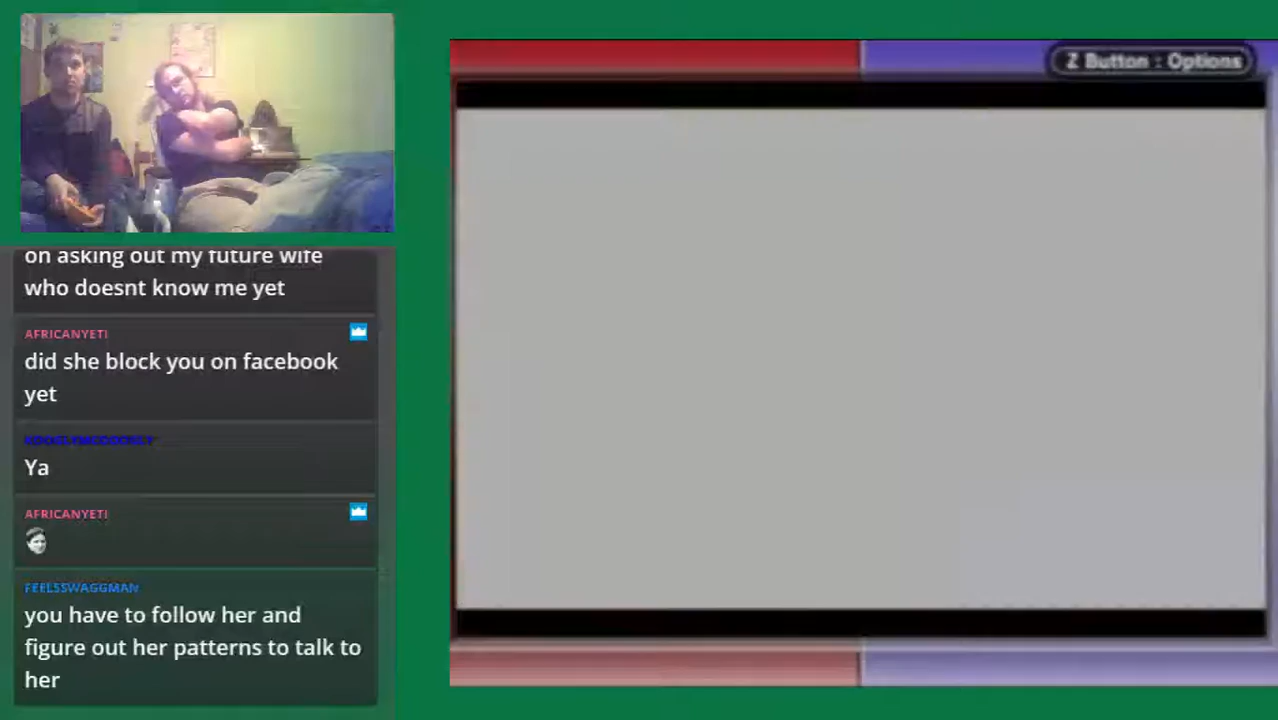 Z Button : Options
on asking out my future wife
who doesnt know me yet
AFRICANYETI
did she block you on facebook
yet
Ya
AFRICANYETI
FEELSSWAGGMAN
you have to follow her and
figure out her patterns to talk to
her